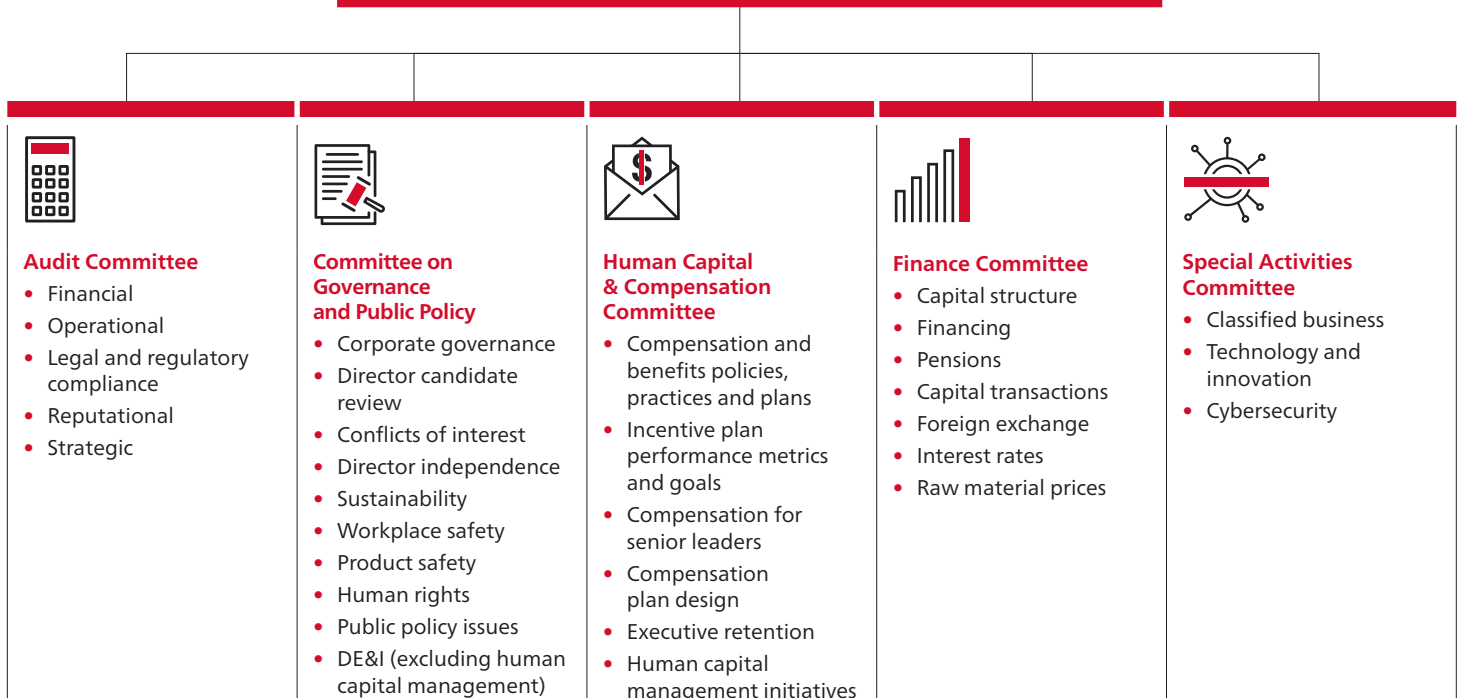 Audit Committee
• Financial
• Operational
• Legal and regulatory
compliance
• Reputational
• Strategic
Committee on
Governance
and Public Policy
• Corporate governance
• Director candidate
review
• Conflicts of interest
• Director independence
• Sustainability
• Workplace safety
• Product safety
• Human rights
• Public policy issues
• DE&I (excluding human
capital management)
$
Human Capital
& Compensation
Committee
• Compensation and
benefits policies,
practices and plans
• Incentive plan
performance metrics
and goals
• Compensation for
senior leaders
• Compensation
plan design
• Executive retention
• Human capital
management initiatives
Finance Committee
• Capital structure
• Financing
• Pensions
• Capital transactions
• Foreign exchange
• Interest rates
• Raw material prices
Special Activities
Committee
• Classified business
• Technology and
innovation
• Cybersecurity